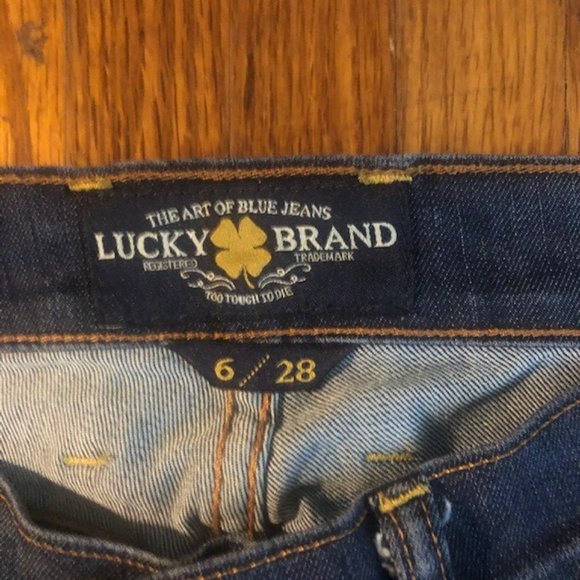 THE ART OF BLUE JEANS
LUCKY BRAND
REGISTERED TRADEMARK
TOO TOUGH TO DIE
6 / 28